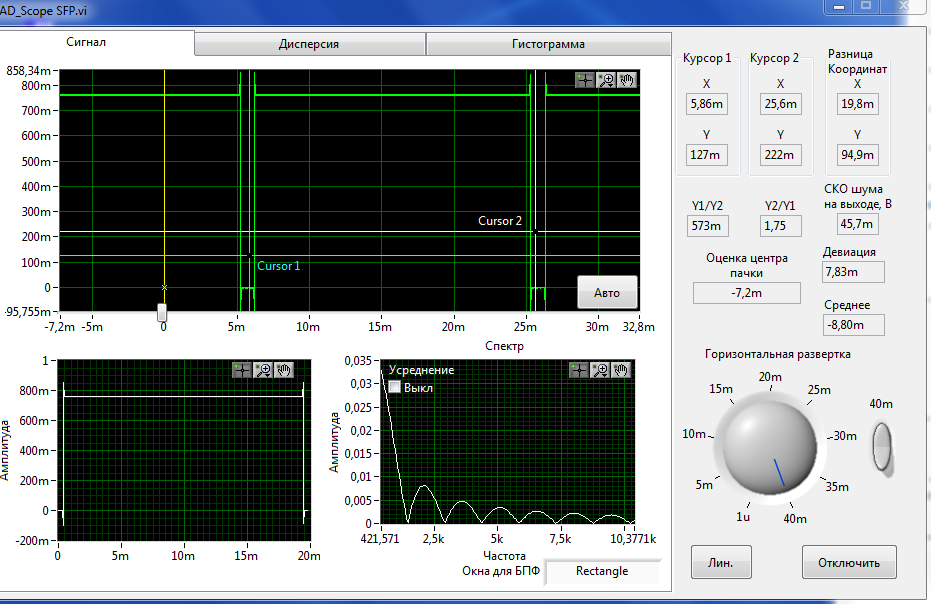 AD_Scope SFP.vi
Сигнал
Дисперсия
Гистограмма
858,34m
800m
700m
600m
500m
400m
300m
200m
100m
0
-95,755m
Cursor 2
Cursor 1
Авто
-7,2m -5m 0 5m 10m 15m 20m 25m 30m 32,8m
Спектр
Амплитуда
1
800m
600m
400m
200m
0
-200m
0 5m 10m 15m 20m
Амплитуда
0,035
0,03
0,025
0,02
0,015
0,01
0,005
0
Усреднение
Выкл
421,571 2,5k 5k 7,5k 10,3771k
Частота
Окна для БПФ
Rectangle
Курсор 1
X
5,86m
Y
127m
Курсор 2
X
25,6m
Y
222m
Разница
Координат
X
19,8m
Y
94,9m
Y1/Y2
573m
Y2/Y1
1,75
СКО шума
на выходе, В
45,7m
Оценка центра
пачки
-7,2m
Девиация
7,83m
Среднее
-8,80m
Горизонтальная развертка
1u
5m
10m
15m
20m
25m
30m
35m
40m
40m
Лин.
Отключить